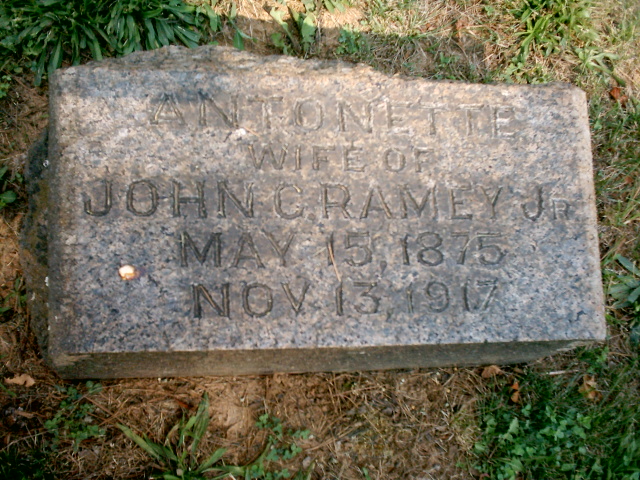 ANTONETTE
WIFE OF
JOHN C. RAMEY JR
MAY 15, 1875
NOV 13, 1917